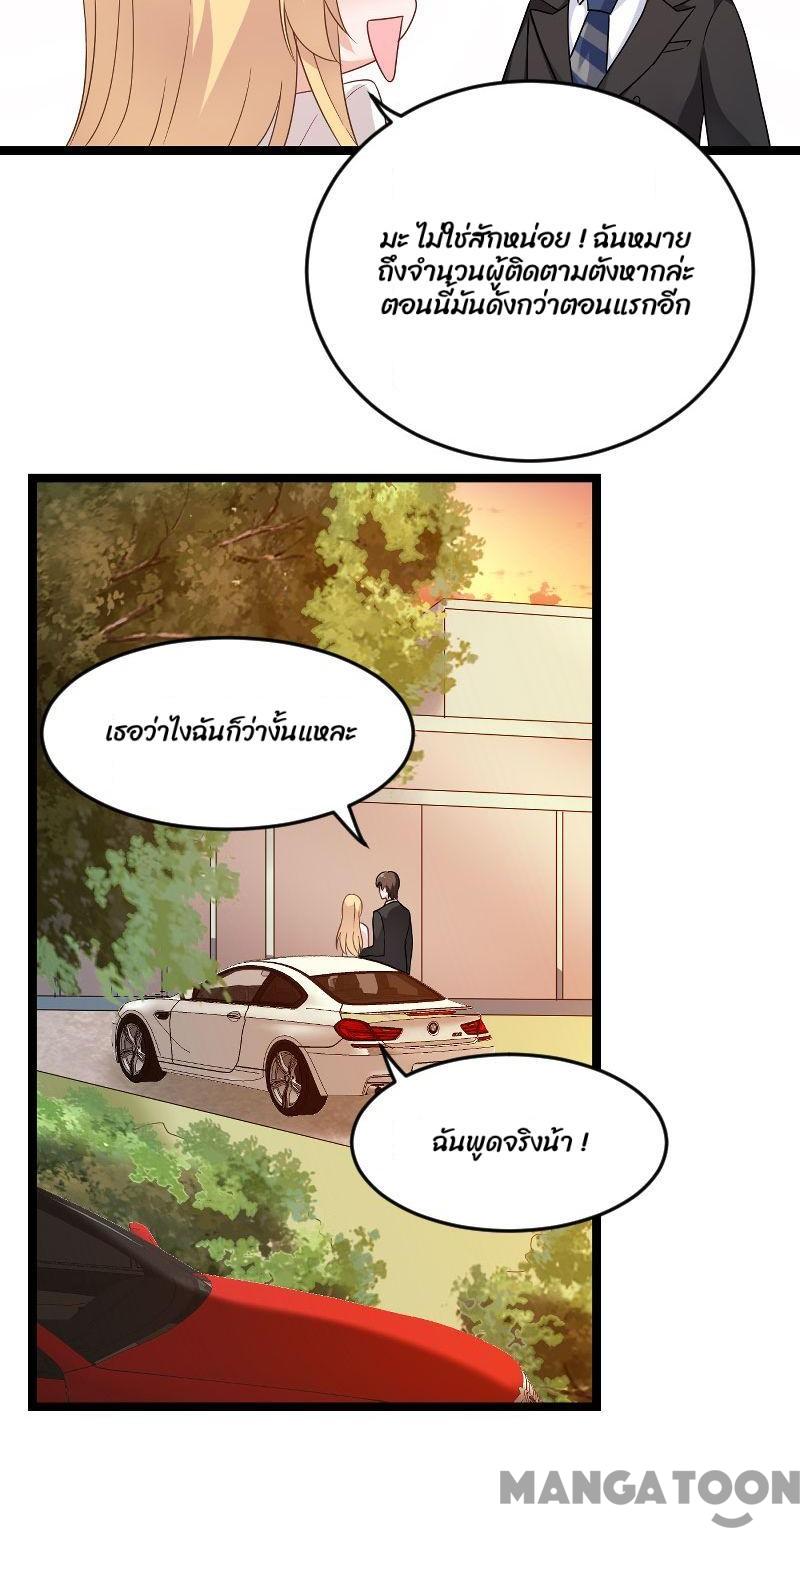 มะ ไม่ใช่สักหน่อย ! ฉันหมาย
ถึงจำนวนผู้ติดตามตังหากล่ะ
ตอนนี้มันดังกว่าตอนแรกอีก
เธอว่าไงฉันก็ว่างั้นแหละ
ฉันพูดจริงน้า !
MANGATOON